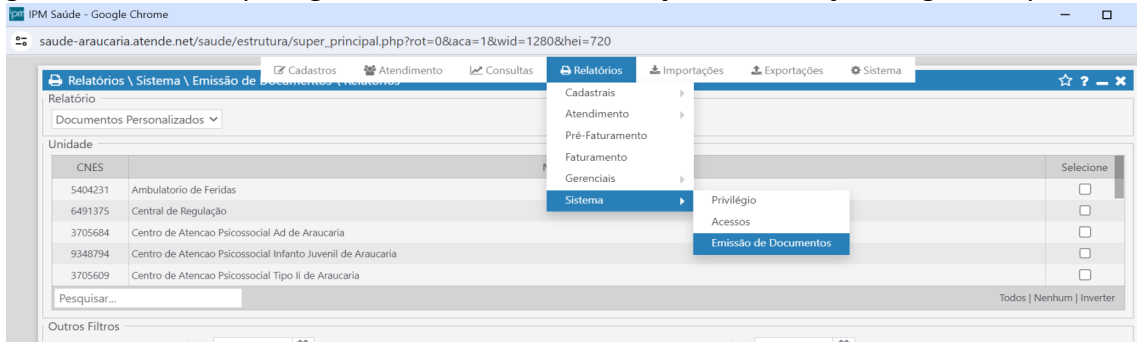 IPM Saúde - Google Chrome
saude-araucaria.atende.net/saude/estrutura/super_principal.php?rot=0&aca=1&wid=1280&hei=720
Cadastros Atendimento Consultas Relatórios Importações Exportações Sistema
Relatórios \ Sistema \ Emissão de
Cadastrais
Atendimento
Pré-Faturamento
Faturamento
Gerenciais
Sistema
Privilégio
Acessos
Emissão de Documentos
Relatório
Documentos Personalizados
Unidade
CNES Selecione
5404231 Ambulatorio de Feridas
6491375 Central de Regulação
3705684 Centro de Atencao Psicossocial Ad de Araucaria
9348794 Centro de Atencao Psicossocial Infanto Juvenil de Araucaria
3705609 Centro de Atencao Psicossocial Tipo Ii de Araucaria
Pesquisar... Todos | Nenhum | Inverter
Outros Filtros